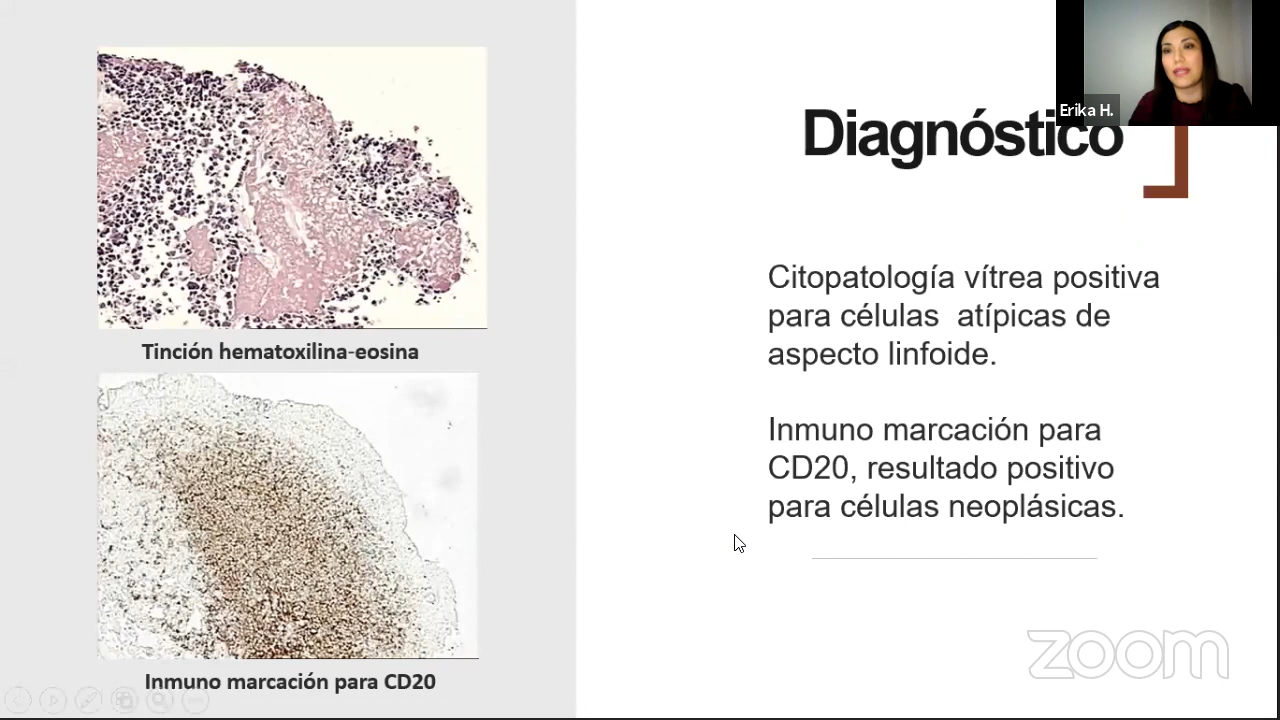 Erika H.
Diagnóstico
Citopatología vítrea positiva
para células  atípicas de
aspecto linfoide.
Inmuno marcación para
CD20, resultado positivo
para células neoplásicas.
Tinción hematoxilina-eosina
Inmuno marcación para CD20
zoom